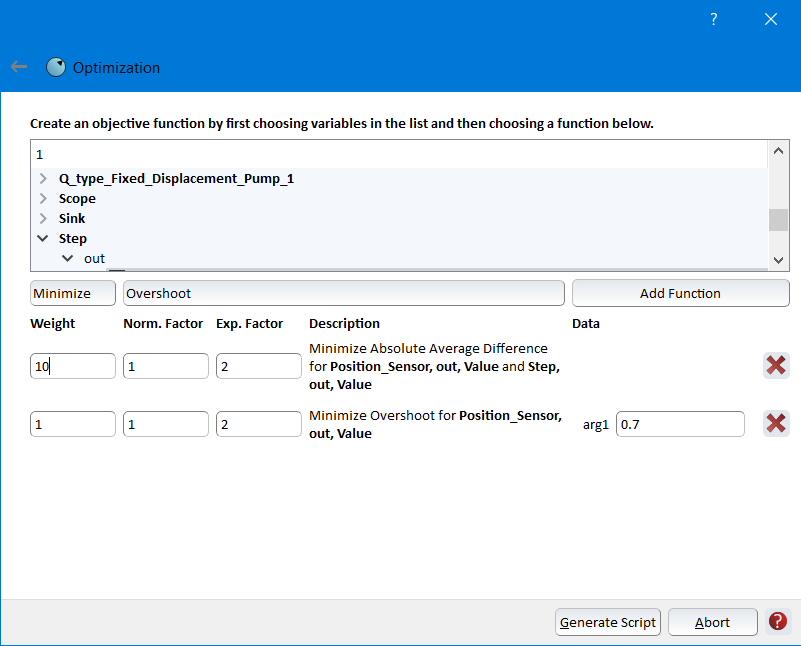 ?
Optimization
Create an objective function by first choosing variables in the list and then choosing a function below.
1
Q_type_Fixed_Displacement_Pump_1
Scope
Sink
Step
out
Minimize Overshoot Add Function
Weight Norm. Factor Exp. Factor Description Data
Minimize Absolute Average Difference
10 1 2 for Position_Sensor, out, Value and Step,
out, Value
Minimize Overshoot for Position_Sensor,
1 1 2 out, Value arg1 0.7
Generate Script Abort ?